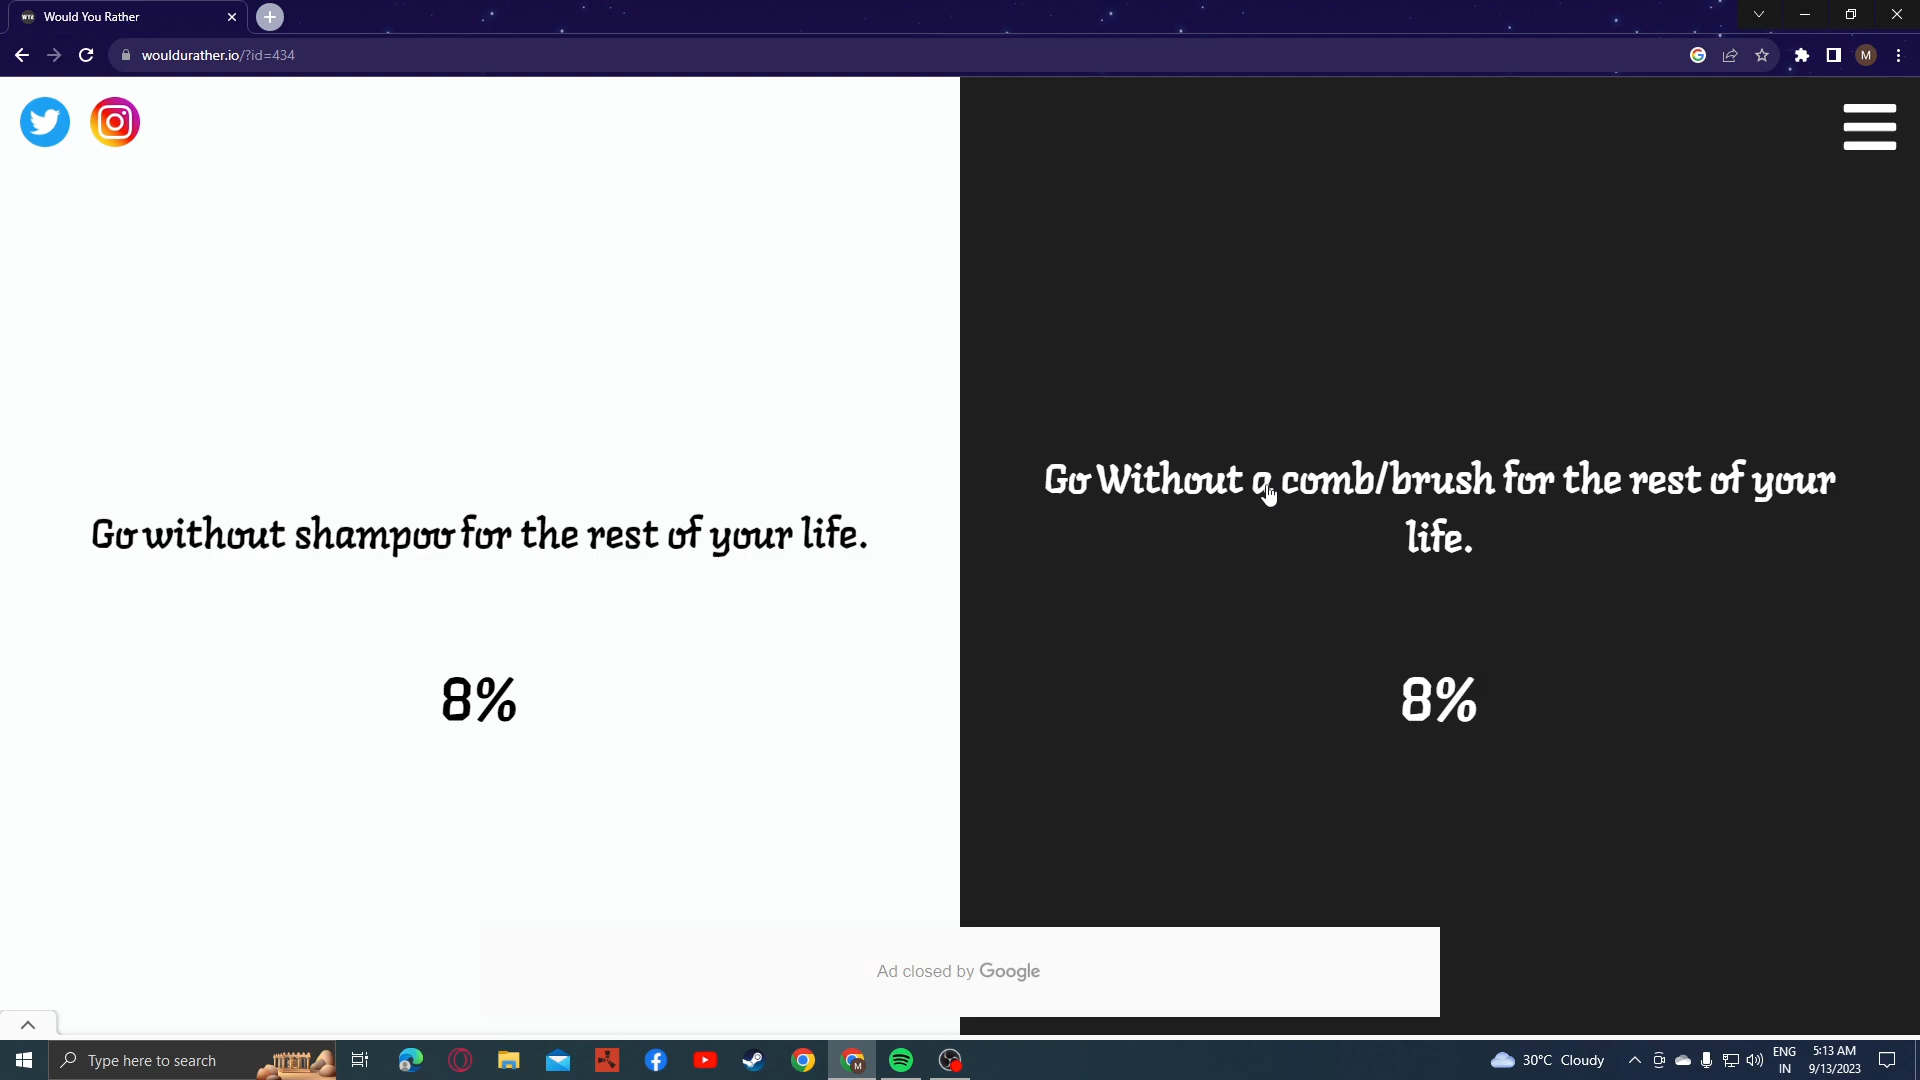 Would You Rather
wouldurather.io/?id=434
M
Go without shampoo for the rest of your life.
8%
Go Without a comb/brush for the rest of your
life.
8%
Ad closed by Google
Type here to search
M
30°C Cloudy
ENG
IN
5:13 AM
9/13/2023